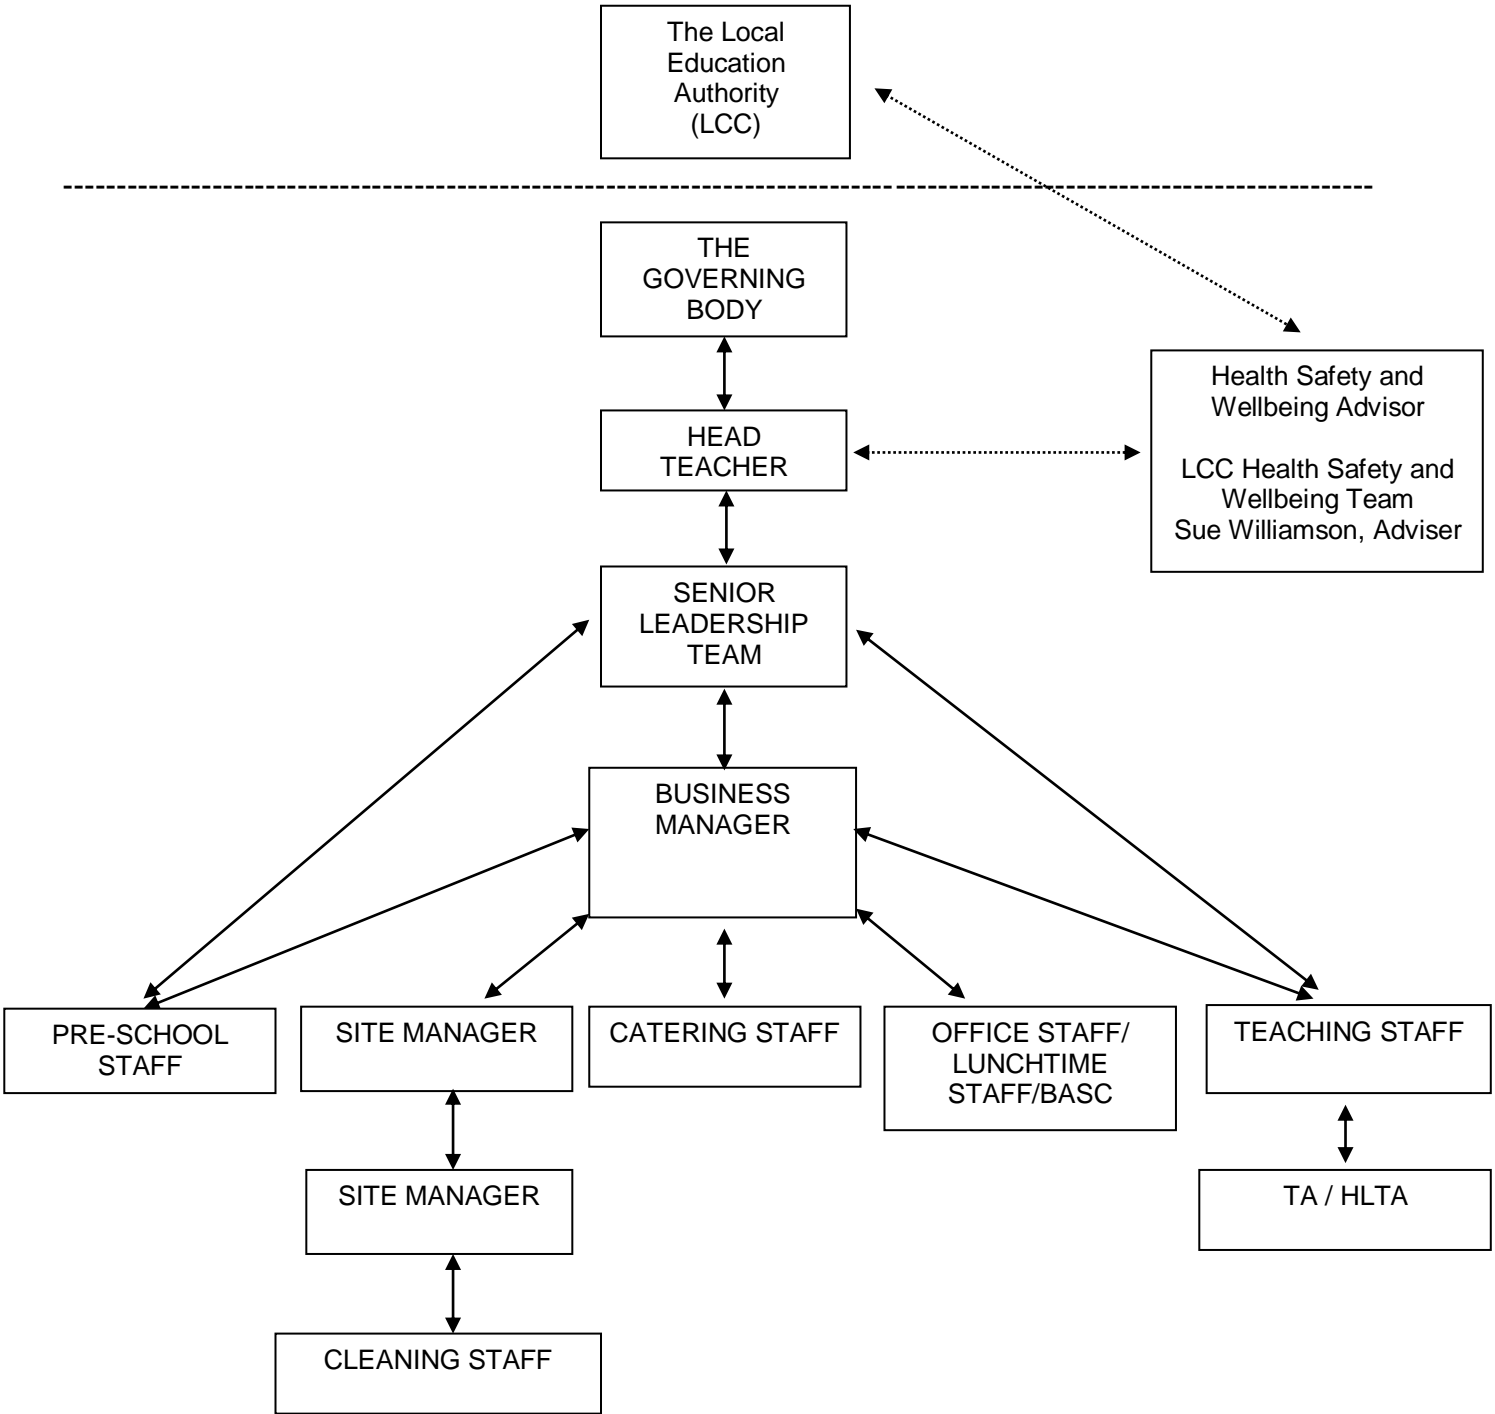 The Local
Education
Authority
(LCC)
THE
GOVERNING
BODY
HEAD
TEACHER
Health Safety and
Wellbeing Advisor
LCC Health Safety and
Wellbeing Team
Sue Williamson, Adviser
SENIOR
LEADERSHIP
TEAM
BUSINESS
MANAGER
PRE-SCHOOL
STAFF
SITE MANAGER
CATERING STAFF
OFFICE STAFF/
LUNCHTIME
STAFF/BASC
TEACHING STAFF
SITE MANAGER
TA / HLTA
CLEANING STAFF